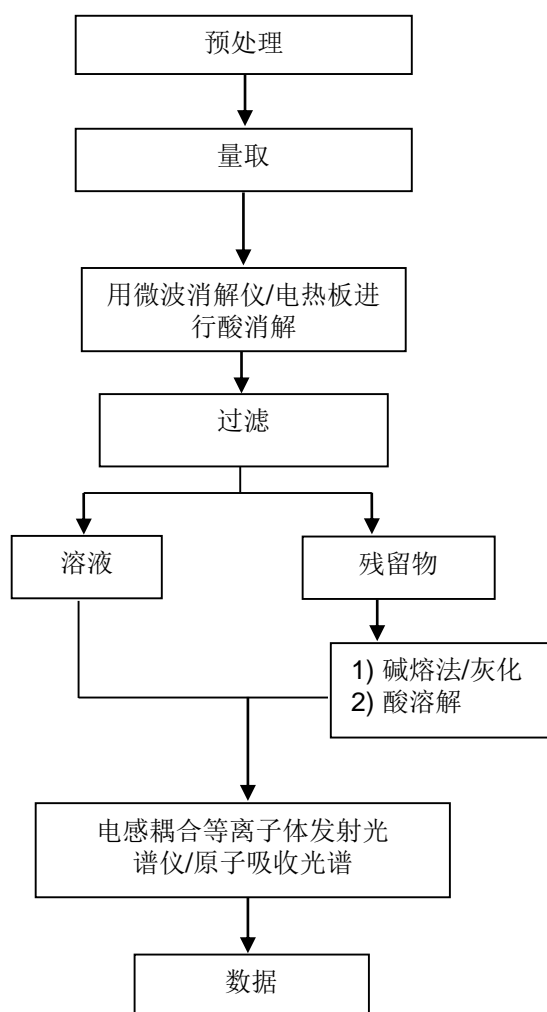 预处理
量取
用微波消解仪/电热板进
行酸消解
过滤
溶液
残留物
1) 碱熔法/灰化
2) 酸溶解
电感耦合等离子体发射光
谱仪/原子吸收光谱
数据